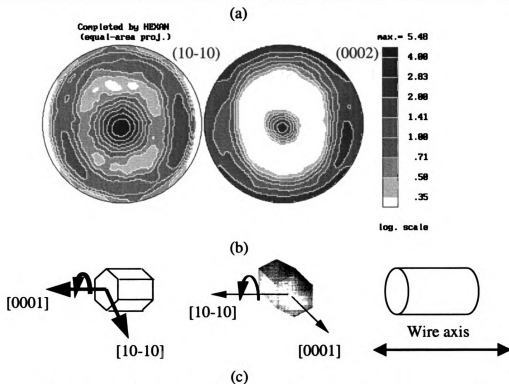 (a)
Completed by HEXAN
(equal-area proj.)
(10-10)
(0002)
max.= 5.48
4.00
2.83
2.00
1.41
1.00
.71
.50
.35
log. scale
(b)
[0001]
[10-10]
[10-10]
[0001]
Wire axis
(c)